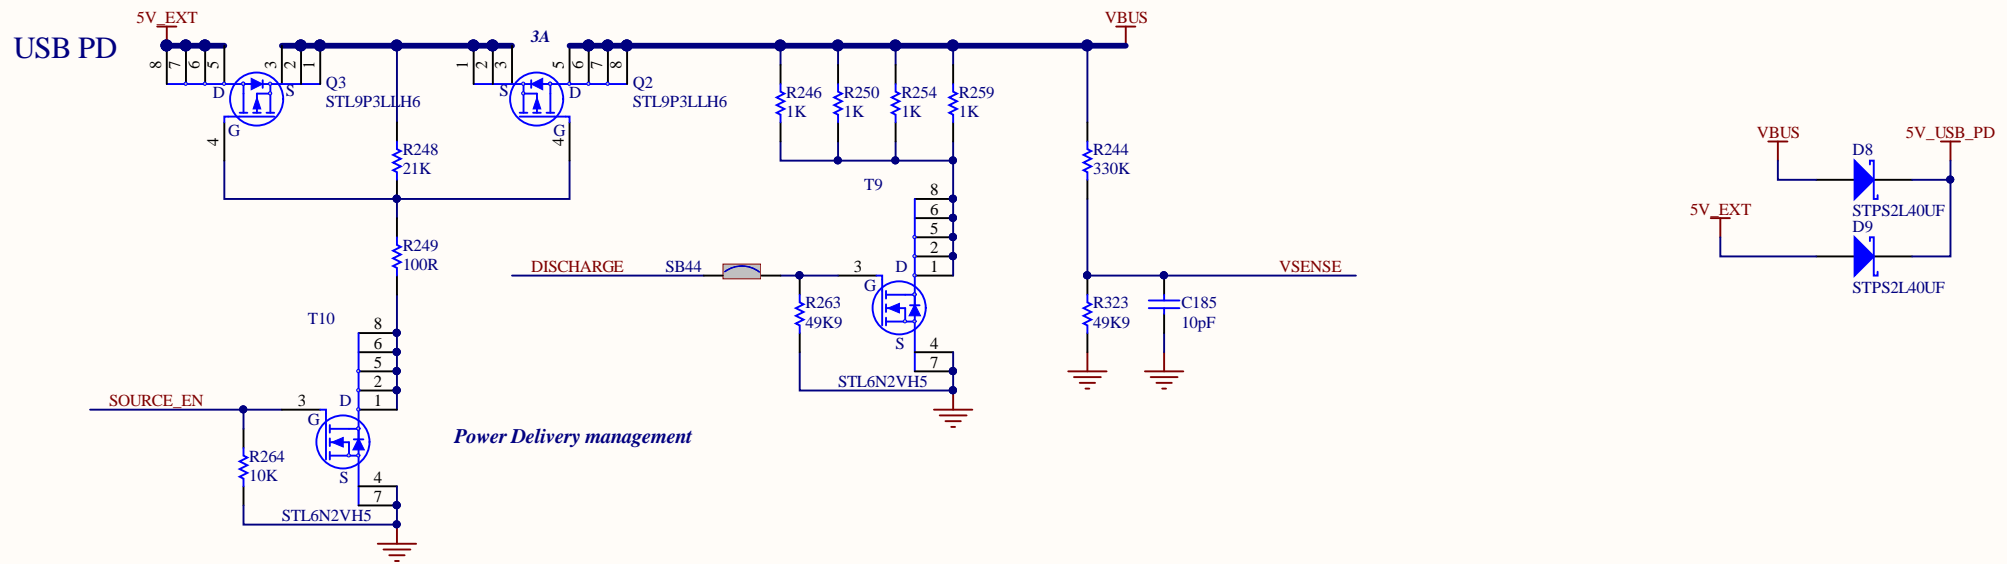 USB PD
5V_EXT
3A
VBUS
8 7 6 5
3 2 1
1 2 3
5 6 7 8
D S Q3
STL9P3LLH6
G
4
S D Q2
STL9P3LLH6
G
4
R246
1K
R250
1K
R254
1K
R259
1K
R248
21K
R244
330K
R249
100R
T9
8
6
5
2
1
DISCHARGE
SB44
3
G
D
S
4
7
STL6N2VH5
R263
49K9
VSENSE
R323
49K9
C185
10pF
T10
8
6
5
2
1
SOURCE_EN
3
G
D
S
4
7
STL6N2VH5
R264
10K
Power Delivery management
VBUS
5V_USB_PD
D8
STPS2L40UF
5V_EXT
D9
STPS2L40UF